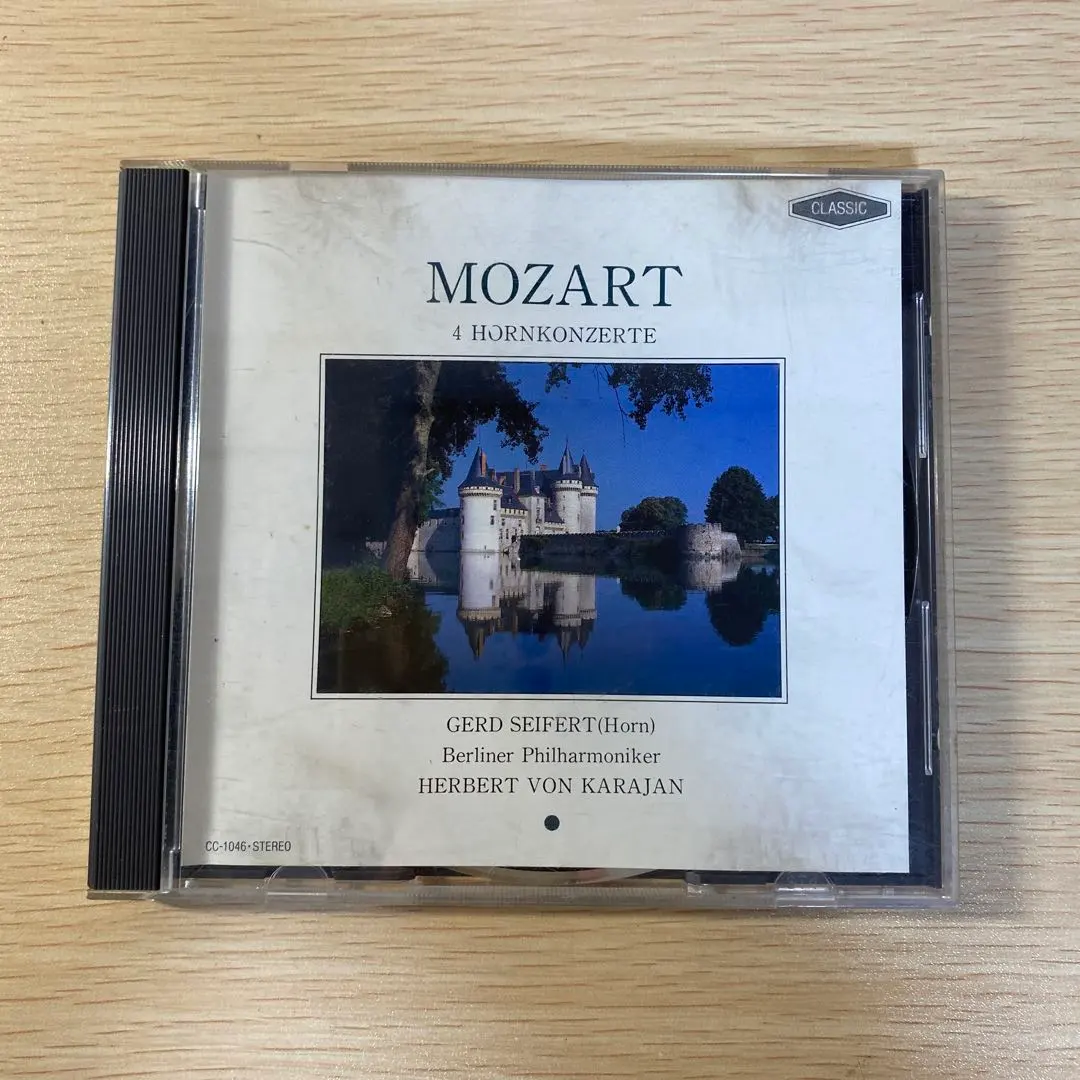 CLASSIC
MOZART
4 HORNKONZERTE
GERD SEIFERT(Horn)
Berliner Philharmoniker
HERBERT VON KARAJAN
CC-1046・STEREO